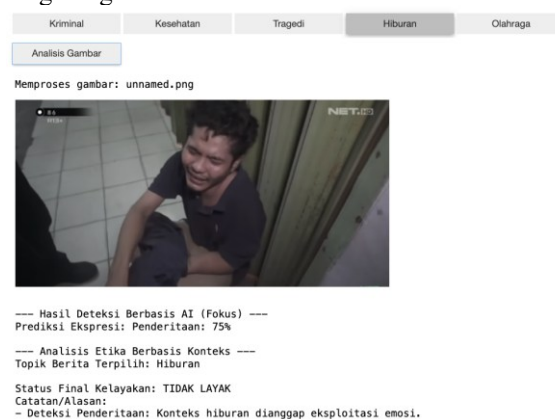 Kriminal Kesehatan Tragedi Hiburan Olahraga
Analisis Gambar
Memproses gambar: unnamed.png
NET.HD
--- Hasil Deteksi Berbasis AI (Fokus) ---
Prediksi Ekspresi: Penderitaan: 75%
--- Analisis Etika Berbasis Konteks ---
Topik Berita Terpilih: Hiburan
Status Final Kelayakan: TIDAK LAYAK
Catatan/Alasan:
- Deteksi Penderitaan: Konteks hiburan dianggap eksploitasi emosi.